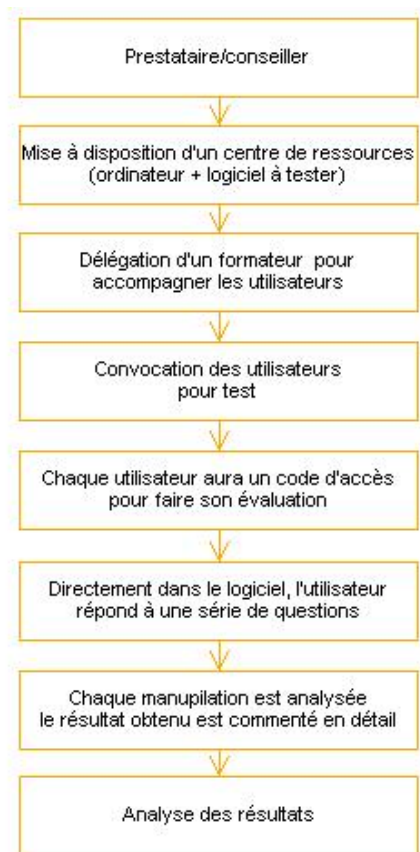 Prestataire/conseiller
Mise à disposition d'un centre de ressources
(ordinateur + logiciel à tester)
Délégation d'un formateur pour
accompagner les utilisateurs
Convocation des utilisateurs
pour test
Chaque utilisateur aura un code d'accès
pour faire son évaluation
Directement dans le logiciel, l'utilisateur
répond à une série de questions
Chaque manupilation est analysée
le résultat obtenu est commenté en détail
Analyse des résultats